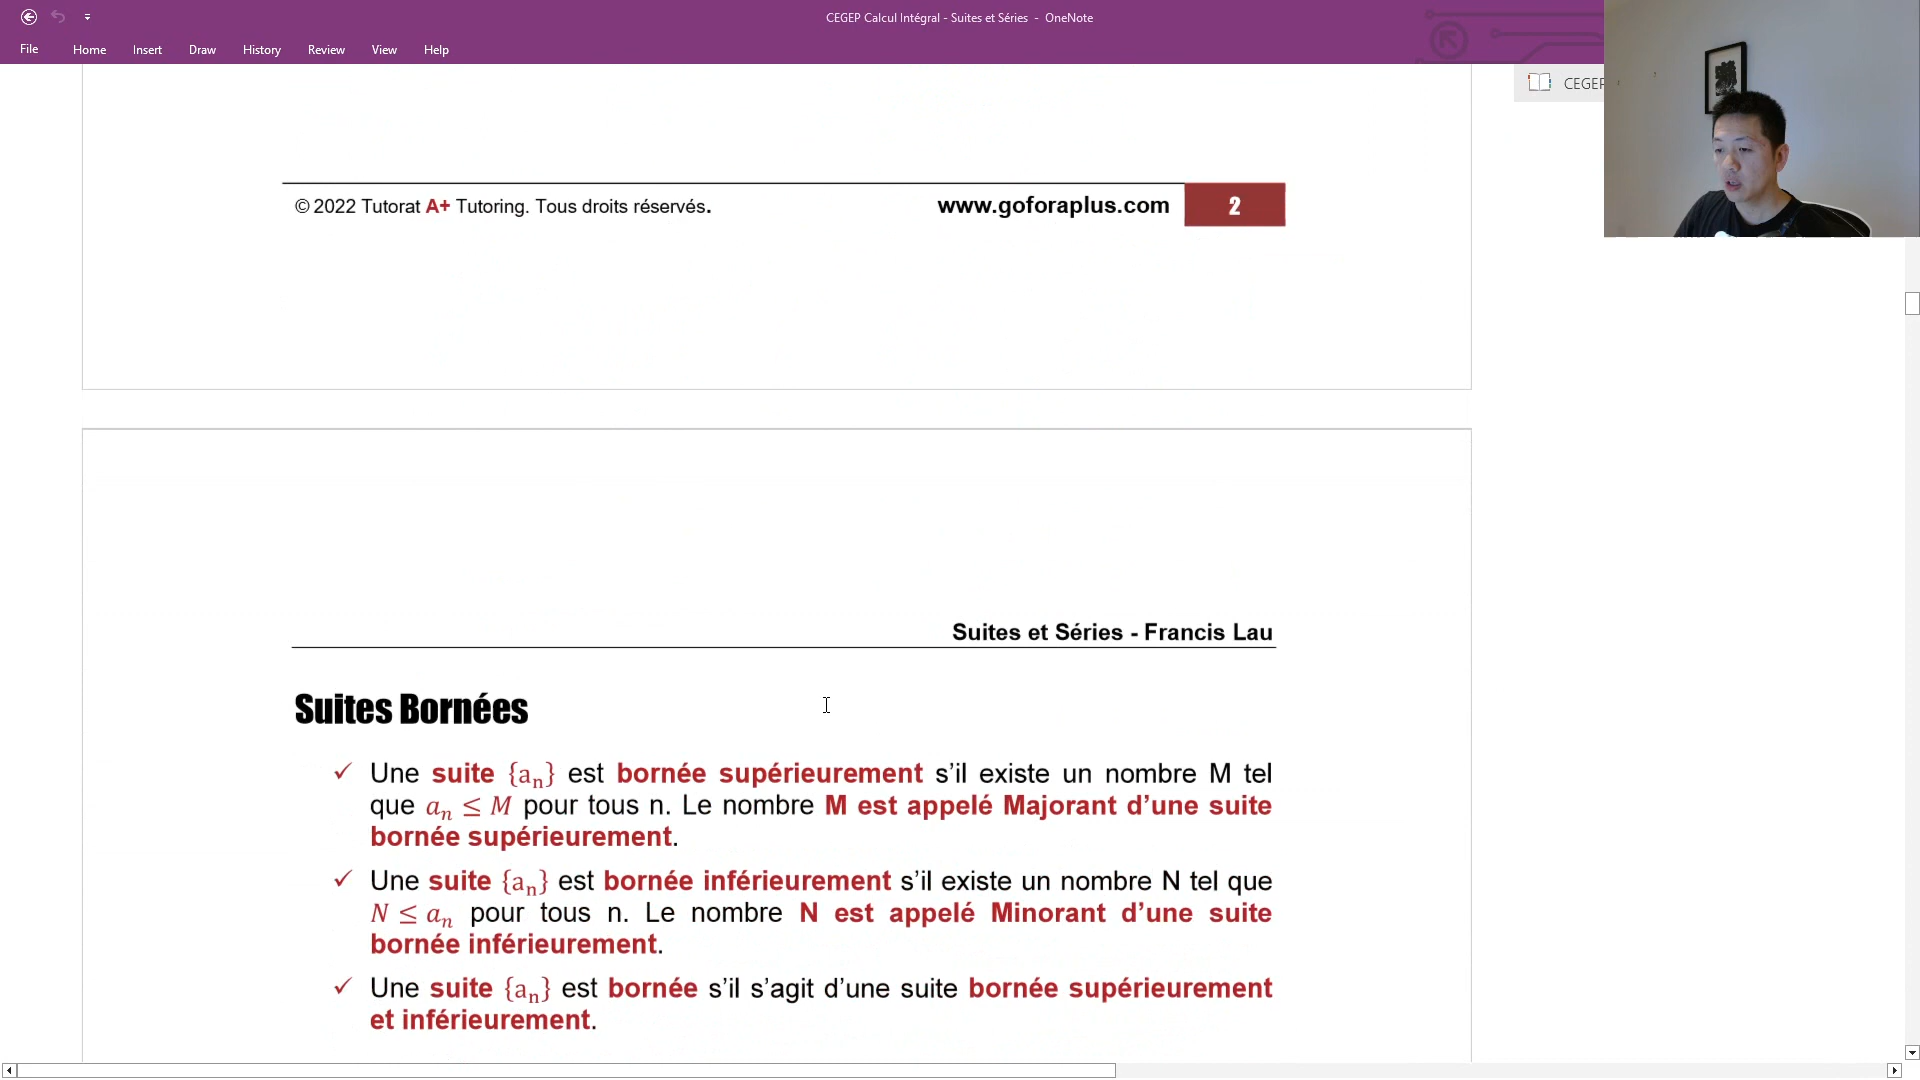 CEGEP Calcul Intégral - Suites et Séries - OneNote
File Home Insert Draw History Review View Help
CEGEP
© 2022 Tutorat A+ Tutoring. Tous droits réservés. www.goforaplus.com 2
Suites et Séries - Francis Lau
Suites Bornées
✓ Une suite {aₙ} est bornée supérieurement s’il existe un nombre M tel
que aₙ ≤ M pour tous n. Le nombre M est appelé Majorant d’une suite
bornée supérieurement.
✓ Une suite {aₙ} est bornée inférieurement s’il existe un nombre N tel que
N ≤ aₙ pour tous n. Le nombre N est appelé Minorant d’une suite
bornée inférieurement.
✓ Une suite {aₙ} est bornée s’il s’agit d’une suite bornée supérieurement
et inférieurement.